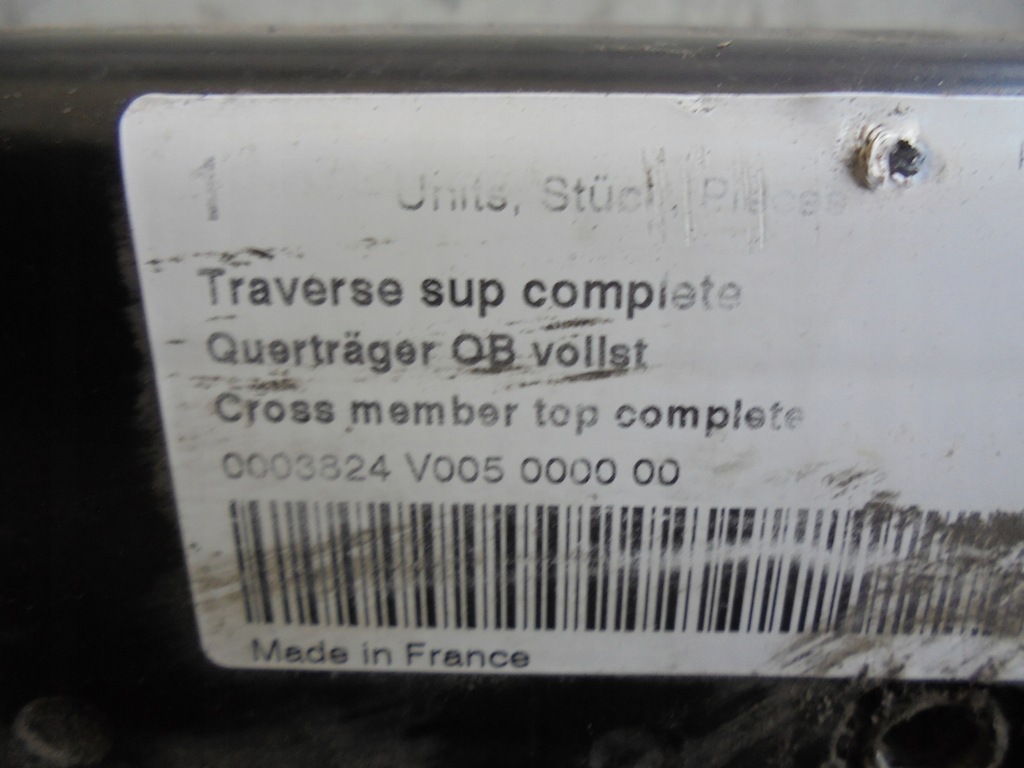 Units, Stück, Pieces
Traverse sup complete
Querträger OB vollst
Cross member top complete
0003824 V005 0000 00
Made in France